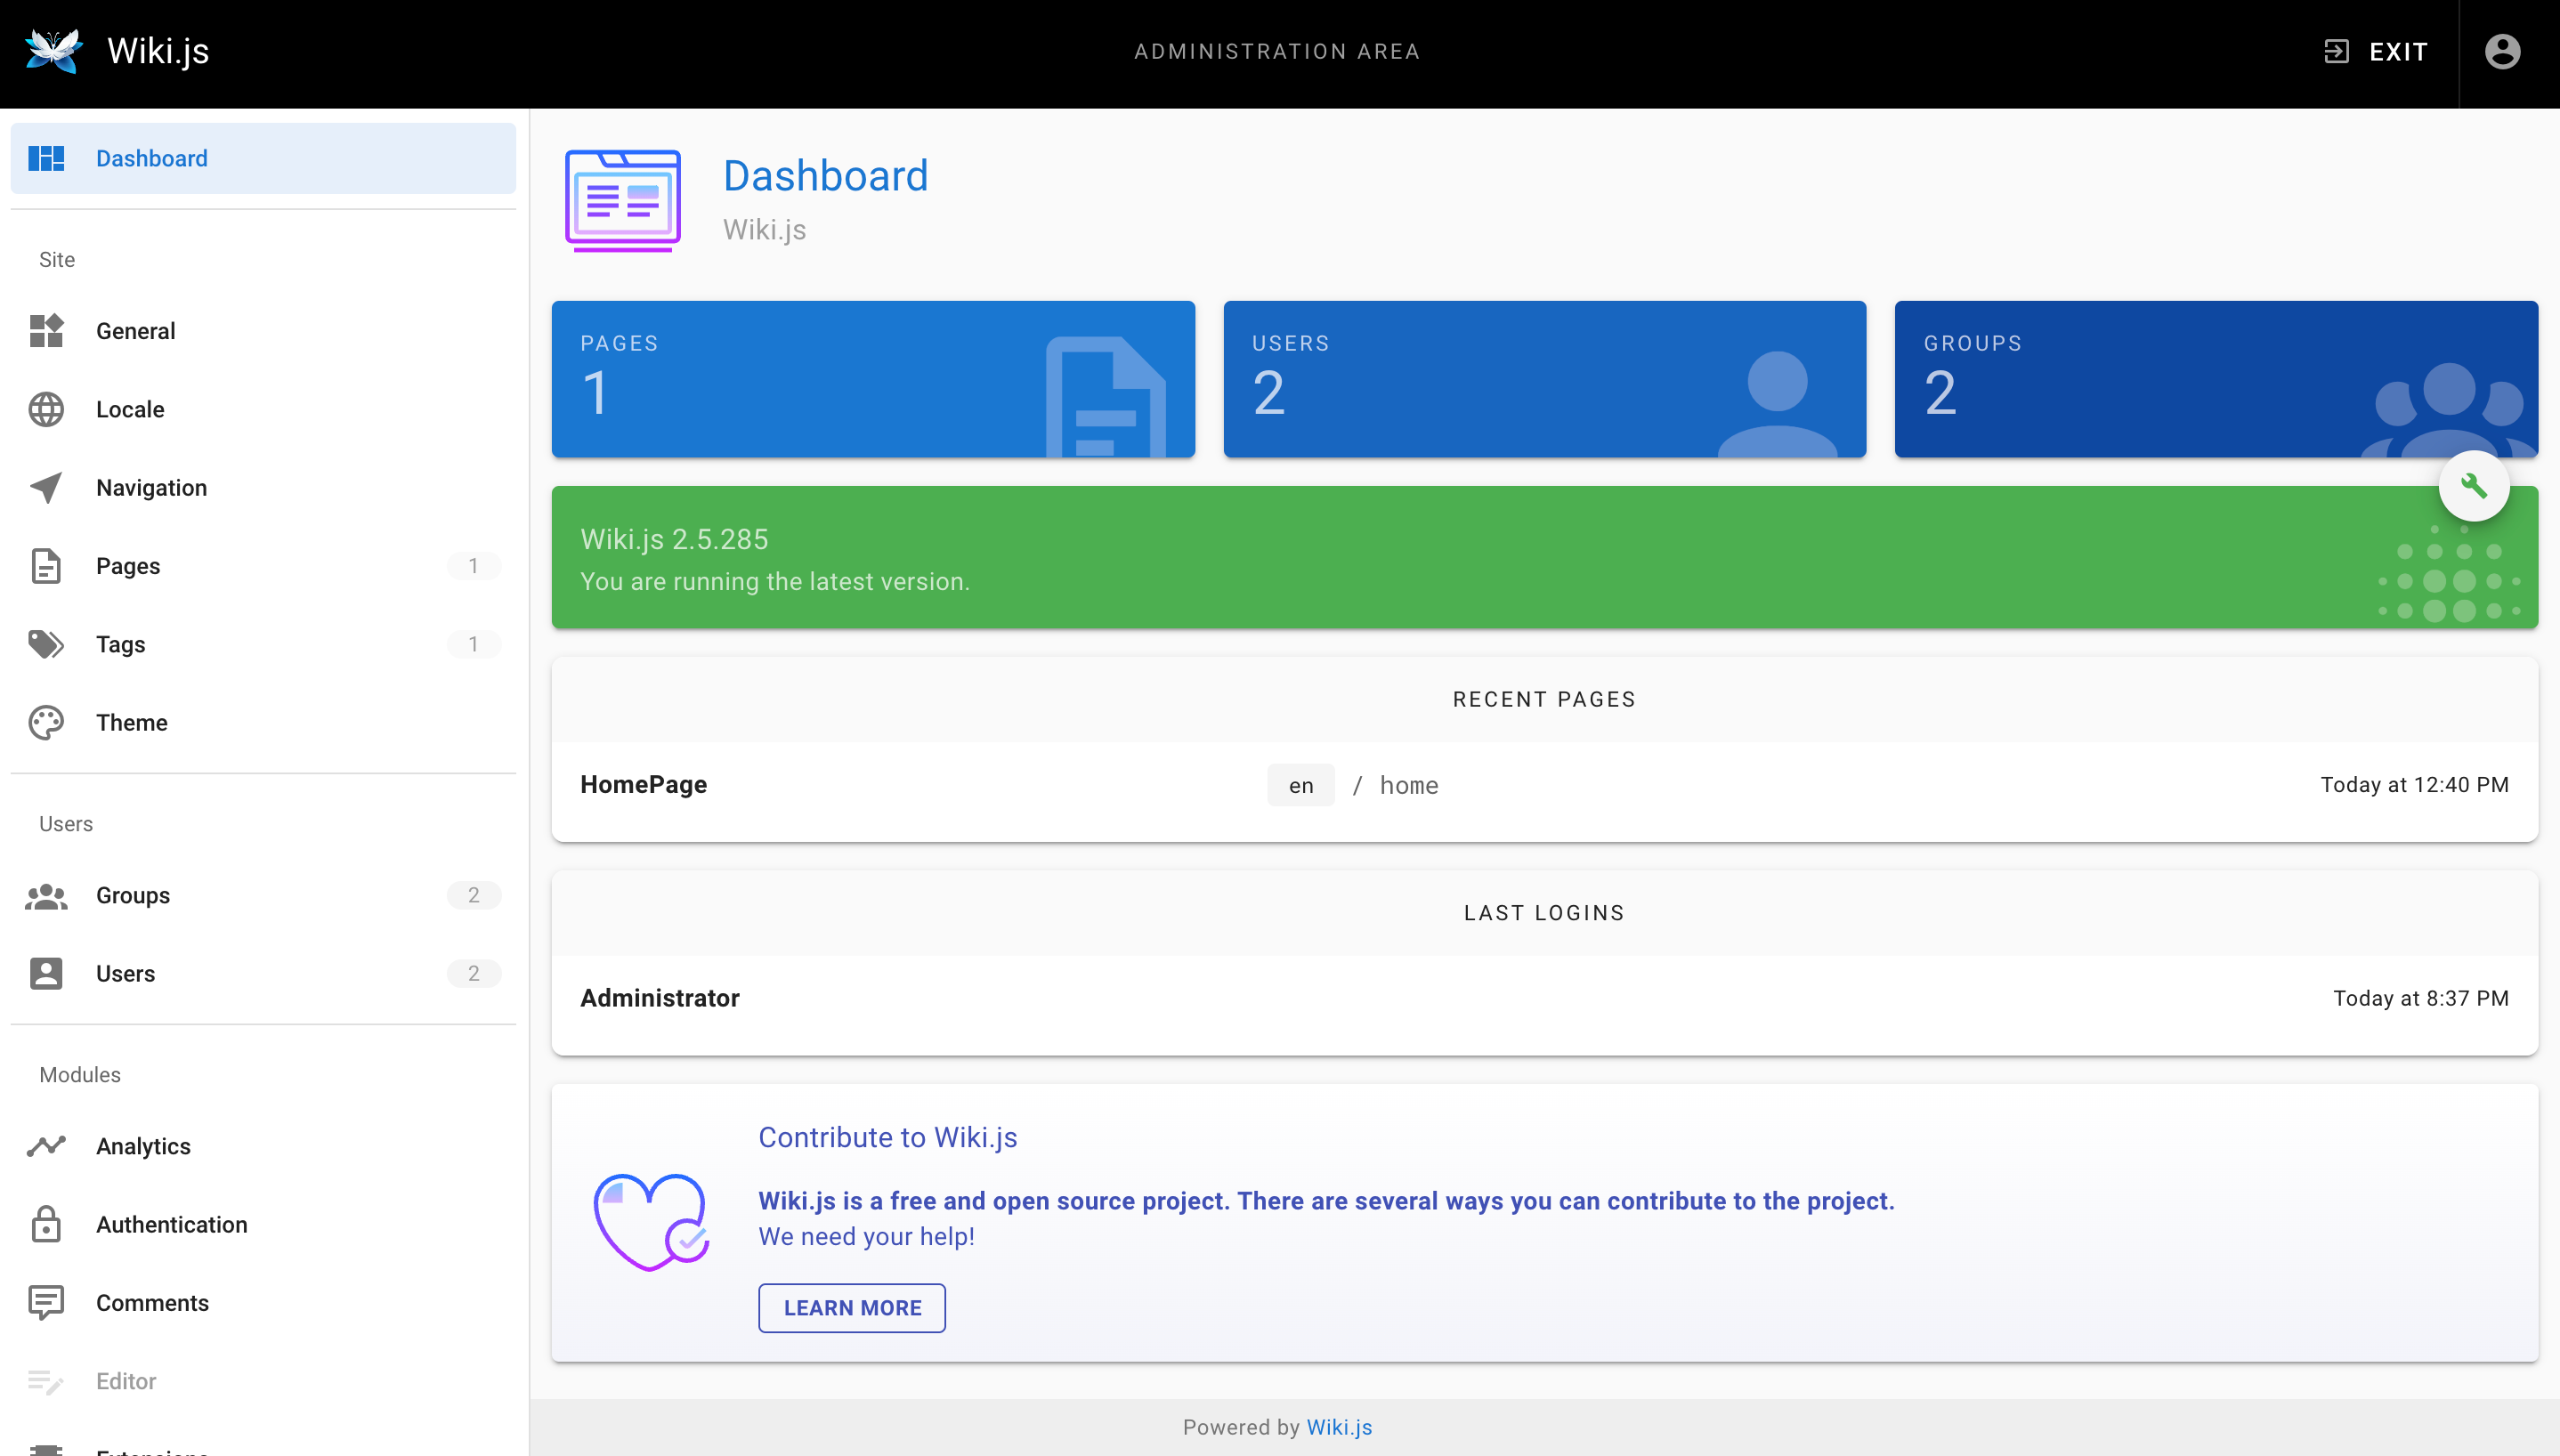 Wiki.js
ADMINISTRATION AREA
EXIT
Dashboard
Site
General
Locale
Navigation
Pages 1
Tags 1
Theme
Users
Groups 2
Users 2
Modules
Analytics
Authentication
Comments
Editor
Extensions
Dashboard
Wiki.js
PAGES
1
USERS
2
GROUPS
2
Wiki.js 2.5.285
You are running the latest version.
RECENT PAGES
HomePage en / home Today at 12:40 PM
LAST LOGINS
Administrator Today at 8:37 PM
Contribute to Wiki.js
Wiki.js is a free and open source project. There are several ways you can contribute to the project.
We need your help!
LEARN MORE
Powered by Wiki.js